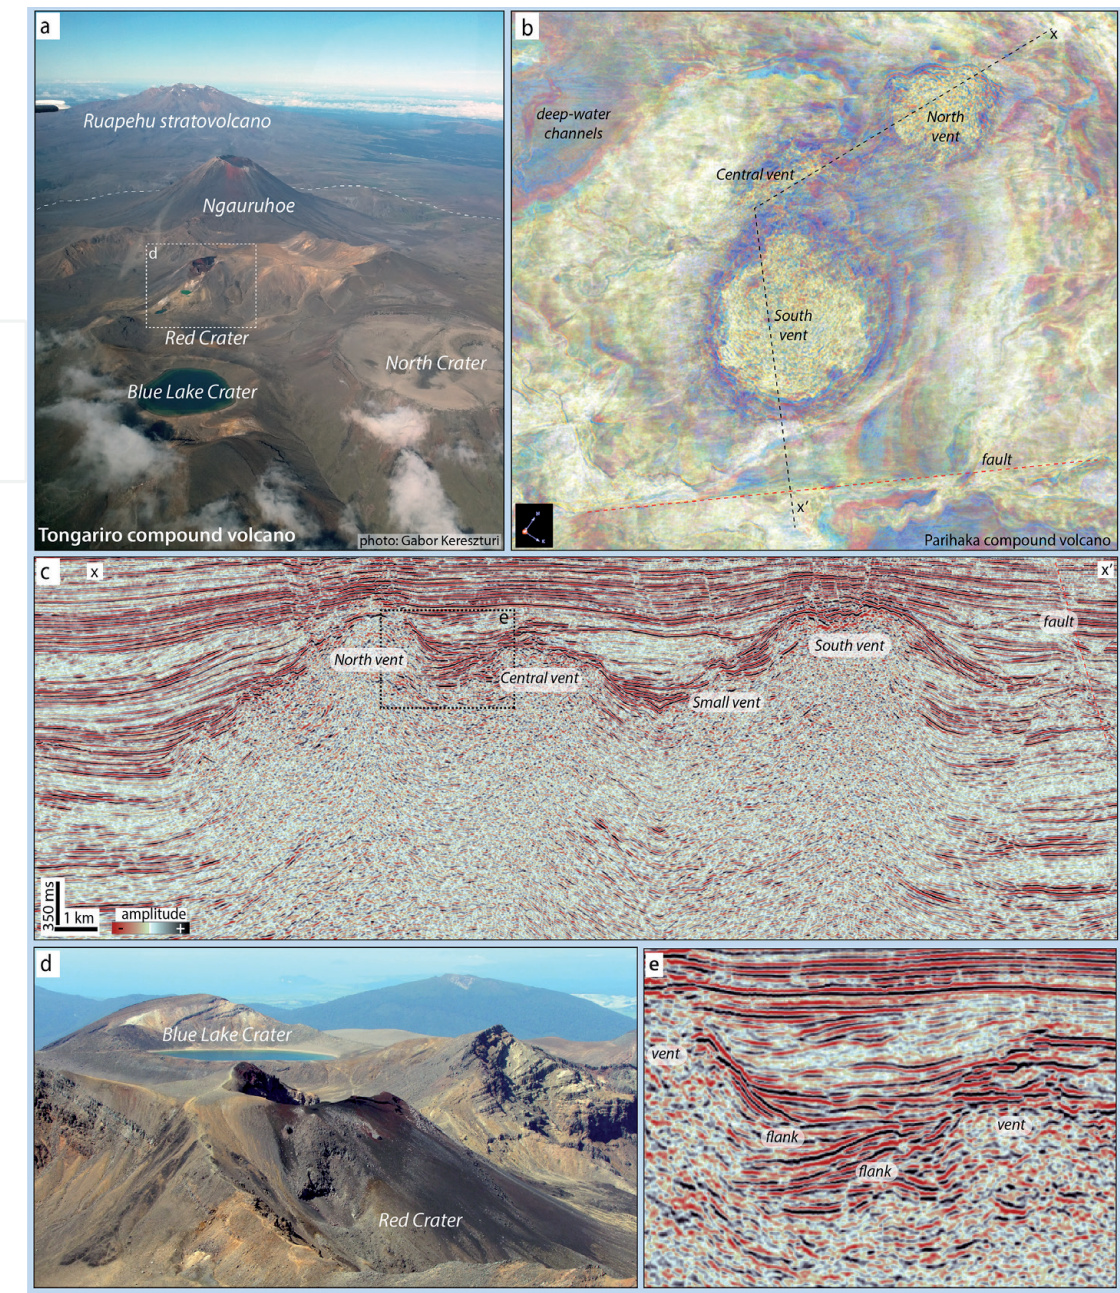 a
Ruapehu stratovolcano
Ngauruhoe
d
Red Crater
North Crater
Blue Lake Crater
Tongariro compound volcano
photo: Gabor Kereszturi
b
x
deep-water
channels
North
vent
Central vent
South
vent
fault
x’
Parihaka compound volcano
c
x
x’
e
fault
North vent
South vent
Central vent
Small vent
350 ms
1 km
amplitude
- +
d
Blue Lake Crater
Red Crater
e
vent
flank
vent
flank